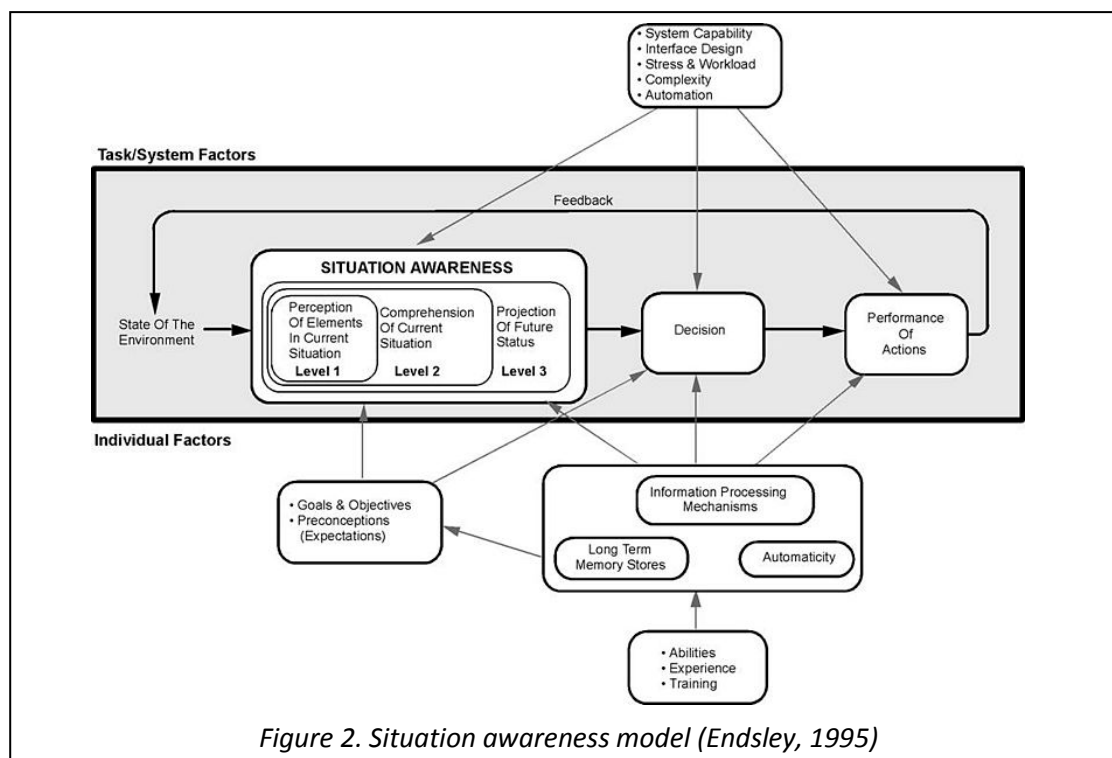 • System Capability
• Interface Design
• Stress & Workload
• Complexity
• Automation
Task/System Factors
Feedback
SITUATION AWARENESS
State Of The
Environment
Perception
Of Elements
In Current
Situation
Level 1
Comprehension
Of Current
Situation
Level 2
Projection
Of Future
Status
Level 3
Decision
Performance
Of
Actions
Individual Factors
• Goals & Objectives
• Preconceptions
(Expectations)
Information Processing
Mechanisms
Long Term
Memory Stores
Automaticity
• Abilities
• Experience
• Training
Figure 2. Situation awareness model (Endsley, 1995)